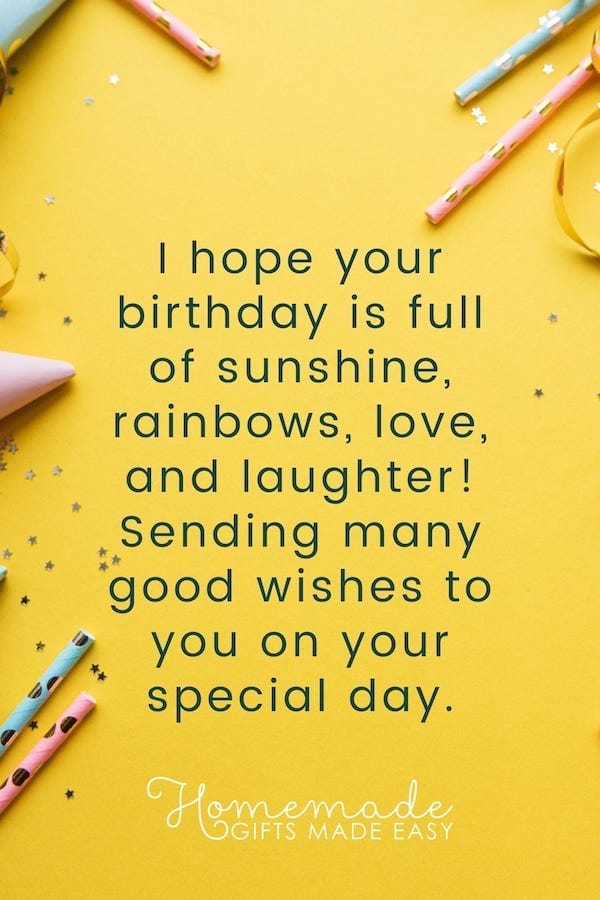 I hope your
birthday is full
of sunshine,
rainbows, love,
and laughter!
Sending many
good wishes to
you on your
special day.
Homemade
GIFTS MADE EASY